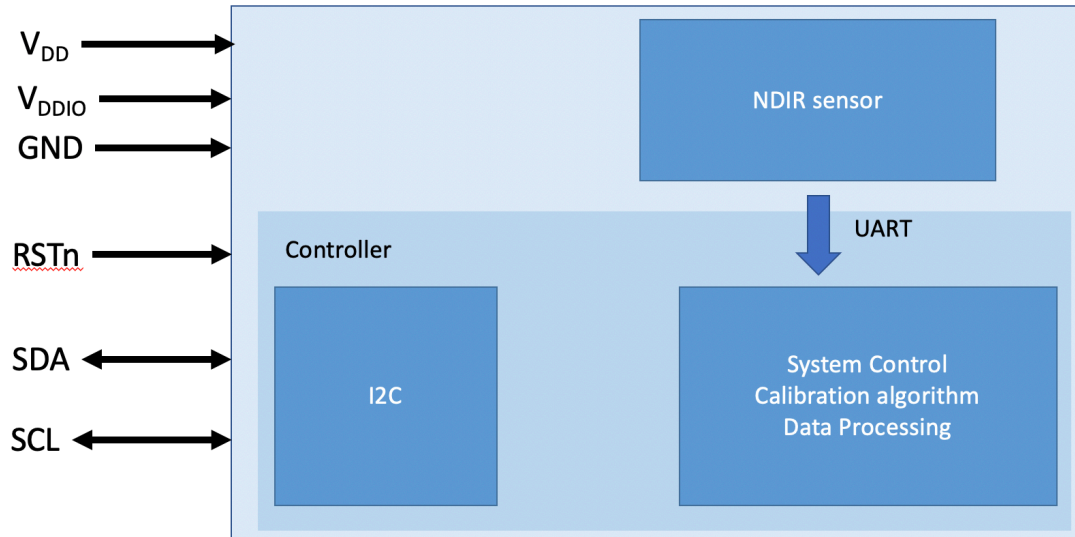 VDD
VDDIO
GND
RSTn
SDA
SCL
NDIR sensor
UART
Controller
I2C
System Control
Calibration algorithm
Data Processing